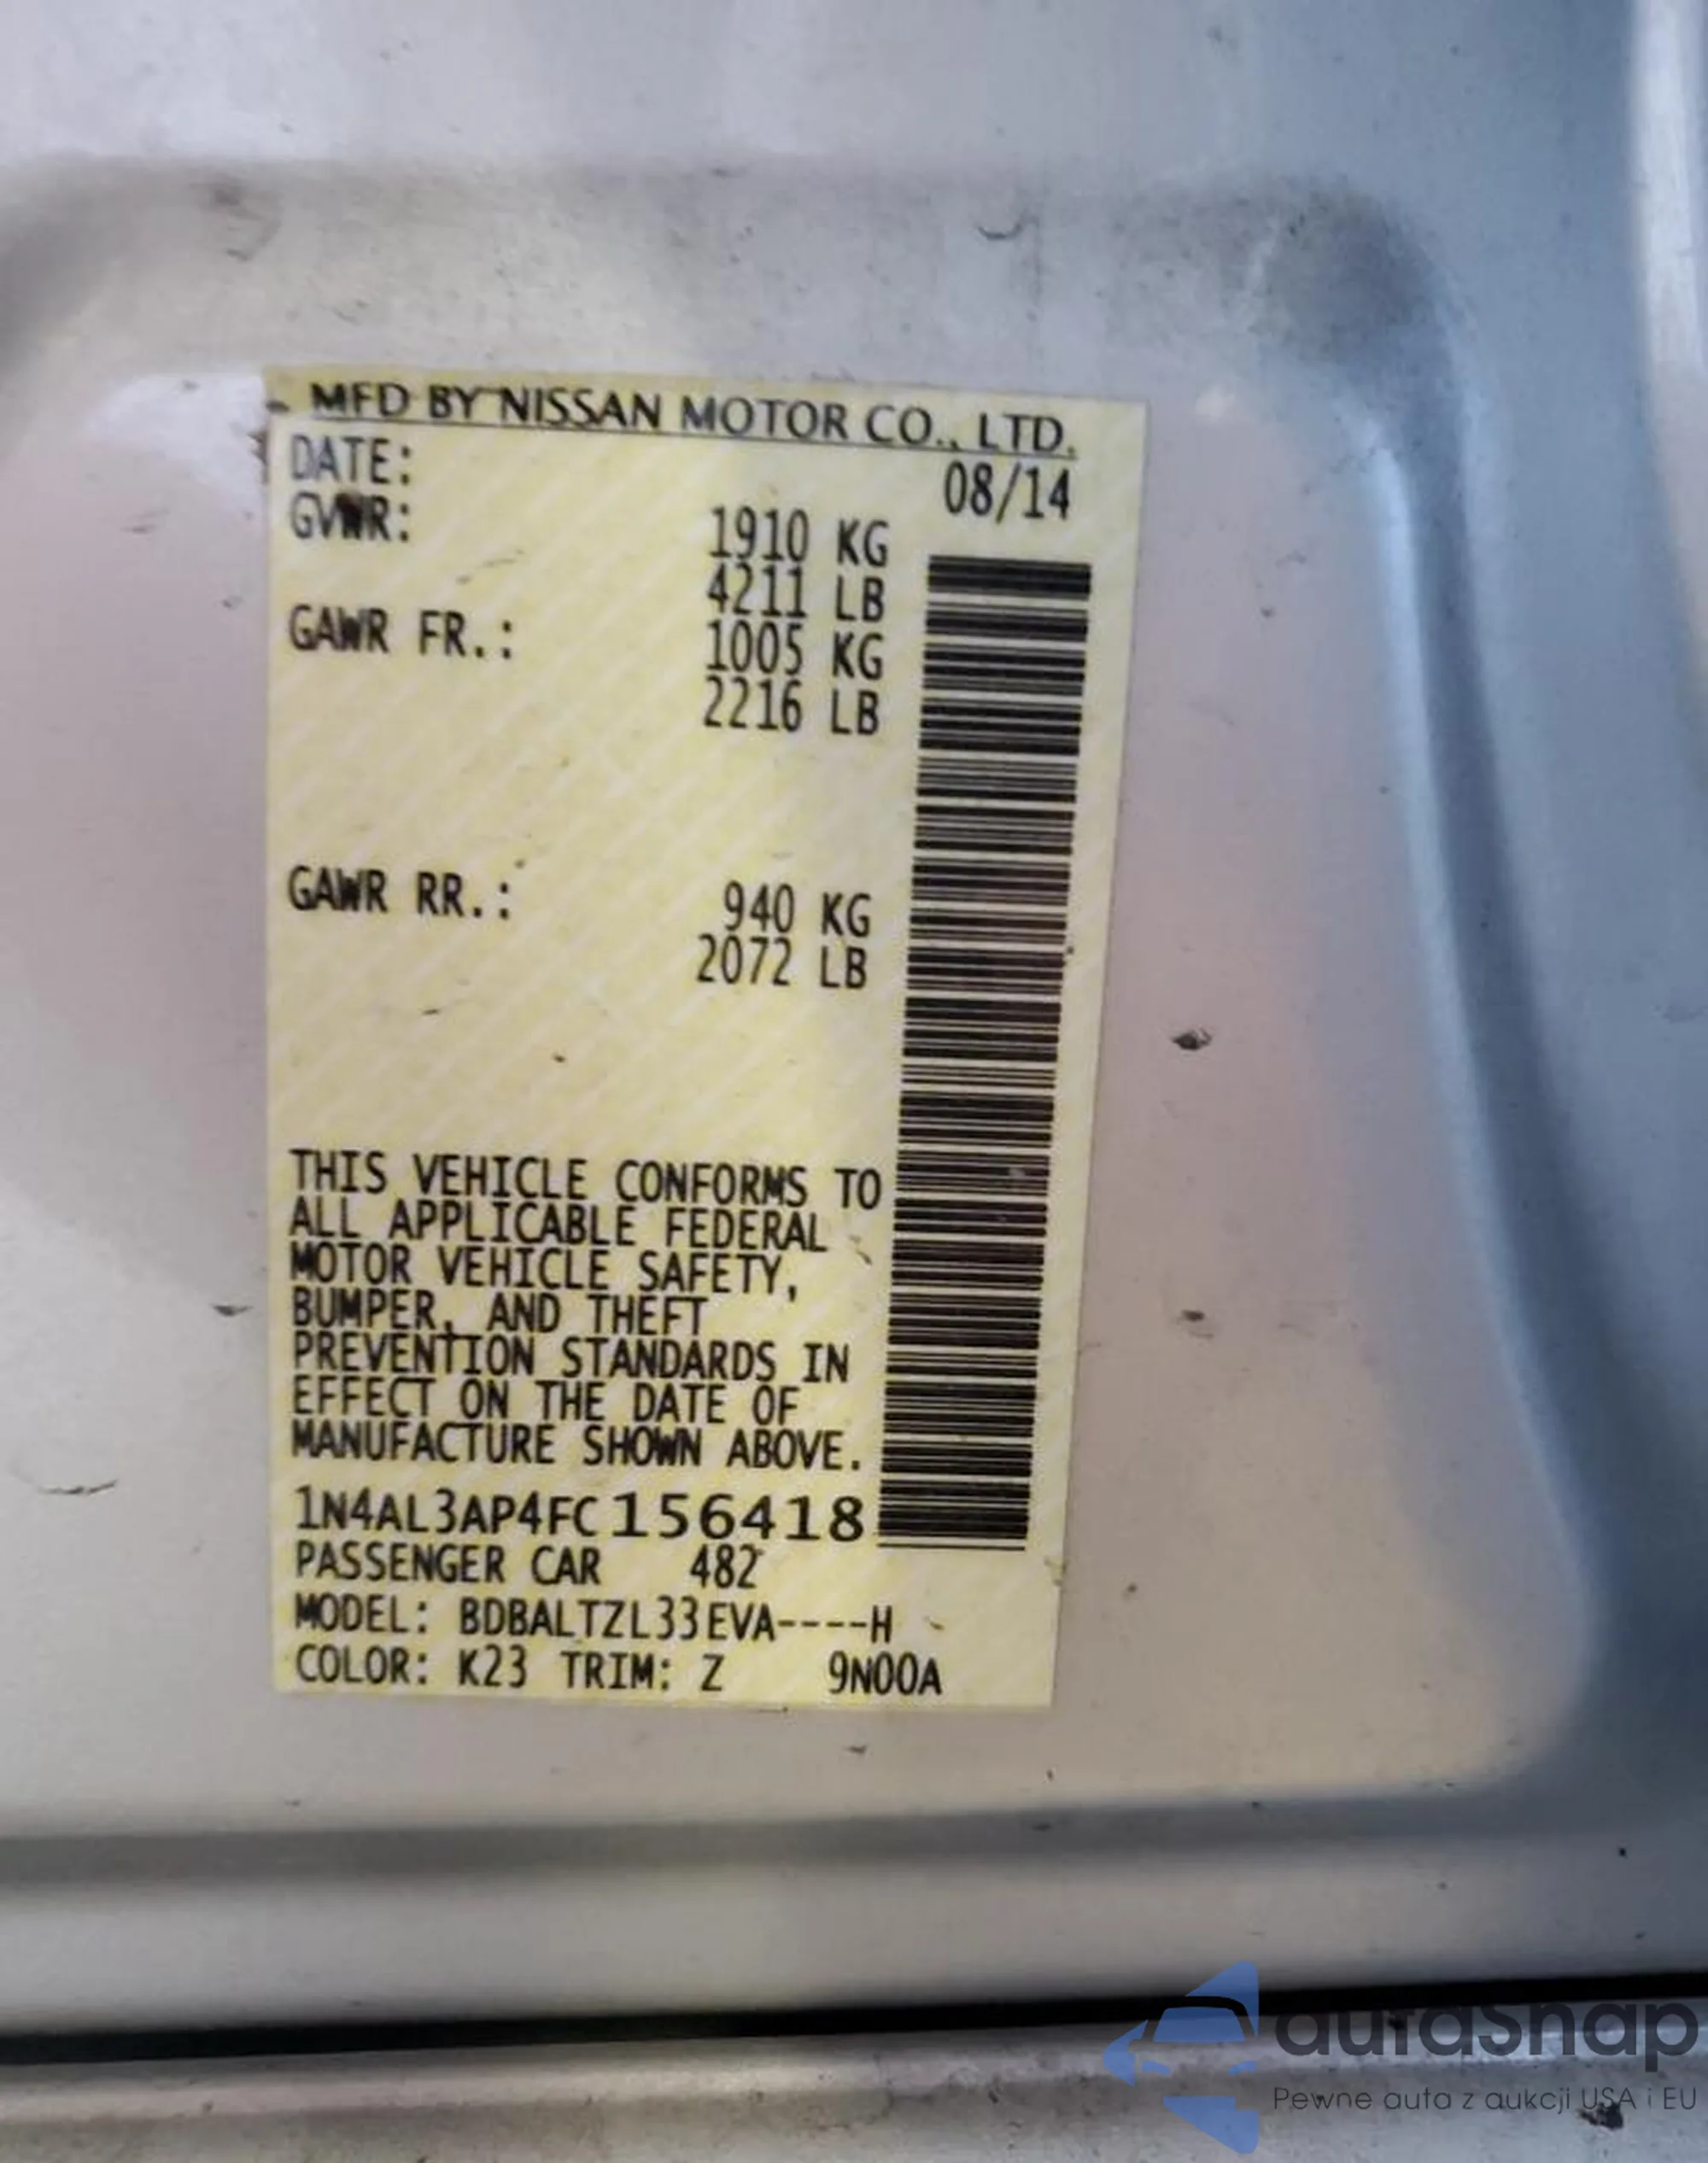 MFD BY NISSAN MOTOR CO., LTD.
DATE: 08/14
GVWR: 1910 KG
4211 LB
GAWR FR.: 1005 KG
2216 LB
GAWR RR.: 940 KG
2072 LB
THIS VEHICLE CONFORMS TO
ALL APPLICABLE FEDERAL
MOTOR VEHICLE SAFETY,
BUMPER, AND THEFT
PREVENTION STANDARDS IN
EFFECT ON THE DATE OF
MANUFACTURE SHOWN ABOVE.
1N4AL3AP4FC156418
PASSENGER CAR 482
MODEL: BDBALTZL33EVA----H
COLOR: K23 TRIM: Z 9N00A
autasnap
Pewne auta z aukcji USA i EU